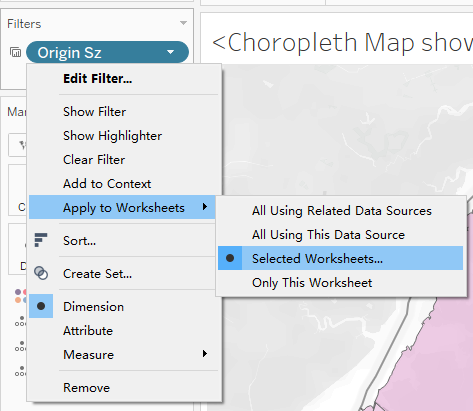 Filters
<Choropleth Map show
Origin Sz
Edit Filter...
Show Filter
Show Highlighter
Clear Filter
Add to Context
Apply to Worksheets
All Using Related Data Sources
All Using This Data Source
Selected Worksheets...
Only This Worksheet
Sort...
Create Set...
Dimension
Attribute
Measure
Remove